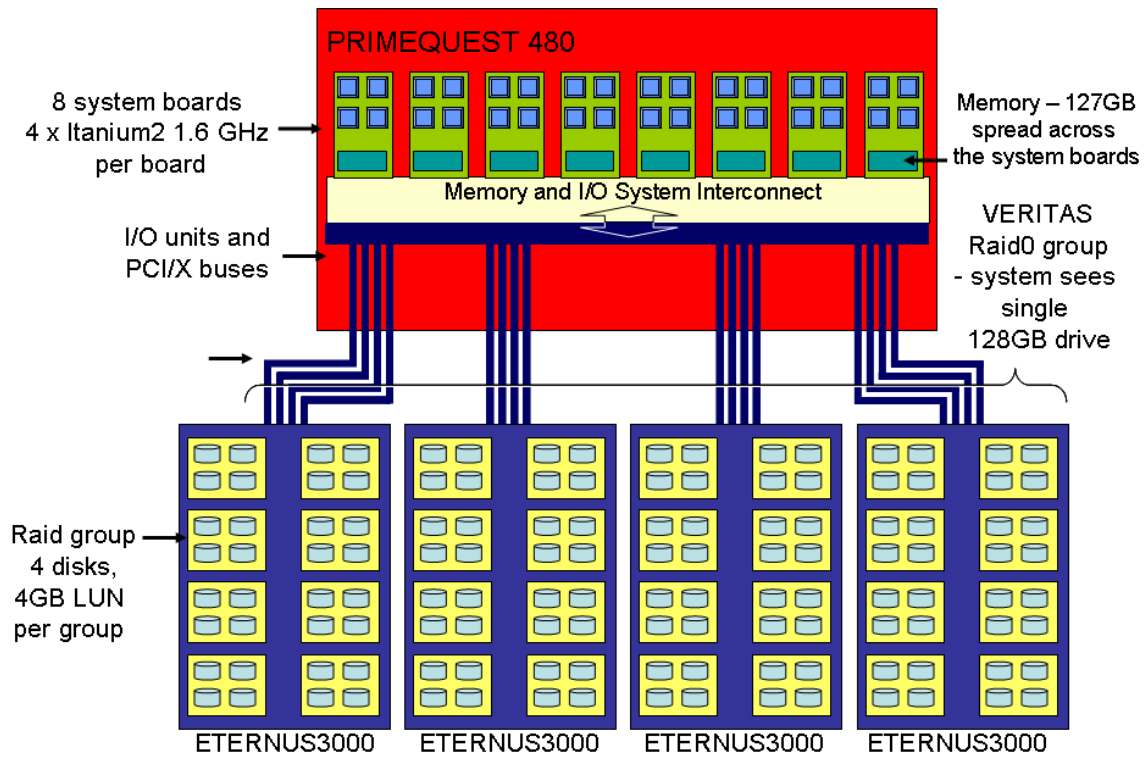 PRIMEQUEST 480
8 system boards
4 x Itanium2 1.6 GHz
per board
Memory – 127GB
spread across
the system boards
Memory and I/O System Interconnect
I/O units and
PCI/X buses
VERITAS
Raid0 group
- system sees
single
128GB drive
Raid group
4 disks,
4GB LUN
per group
ETERNUS3000
ETERNUS3000
ETERNUS3000
ETERNUS3000